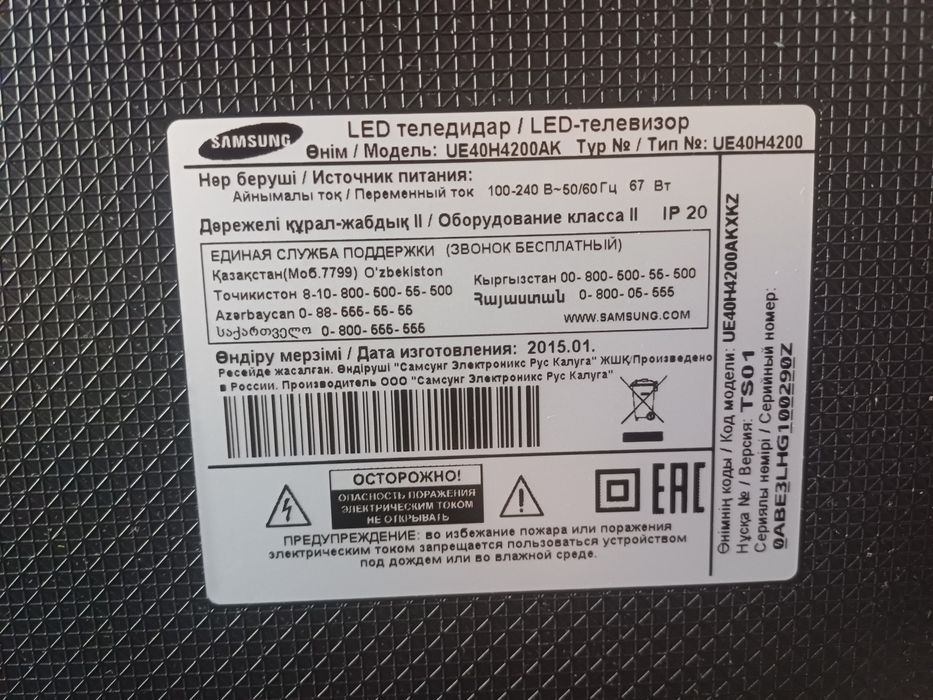 SAMSUNG
LED теледидар / LED-телевизор
Өнім / Модель: UE40H4200AK Түр № / Тип №: UE40H4200
Нәр беруші / Источник питания:
Айнымалы тоқ / Переменный ток 100-240 В~50/60 Гц 67 Вт
Дәрежелі құрал-жабдық II / Оборудование класса II IP 20
ЕДИНАЯ СЛУЖБА ПОДДЕРЖКИ (ЗВОНОК БЕСПЛАТНЫЙ)
Қазақстан(Моб.7799) O'zbekiston
Тоҷикистон 8-10-800-500-55-500
Кыргызстан 00-800-500-55-500
Azərbaycan 0-88-555-55-55
Հայաստան 0-800-05-555
საქართველო 0-800-555-555
WWW.SAMSUNG.COM
Өндіру мерзімі / Дата изготовления: 2015.01.
Ресейде жасалған. Өндіруші "Самсунг Электроникс Рус Калуга" ЖШҚ/Произведено
в России. Производитель ООО "Самсунг Электроникс Рус Калуга"
ОСТОРОЖНО!
ОПАСНОСТЬ ПОРАЖЕНИЯ
ЭЛЕКТРИЧЕСКИМ ТОКОМ
НЕ ОТКРЫВАТЬ
EAC
ПРЕДУПРЕЖДЕНИЕ: во избежание пожара или поражения
электрическим током запрещается пользоваться устройством
под дождем или во влажной среде.
Өнімнің коды / Код модели: UE40H4200AKXKZ
Нұсқа № / Версия: TS01
Сериялы нөмірі / Серийный номер:
0ABE3LHG100290Z